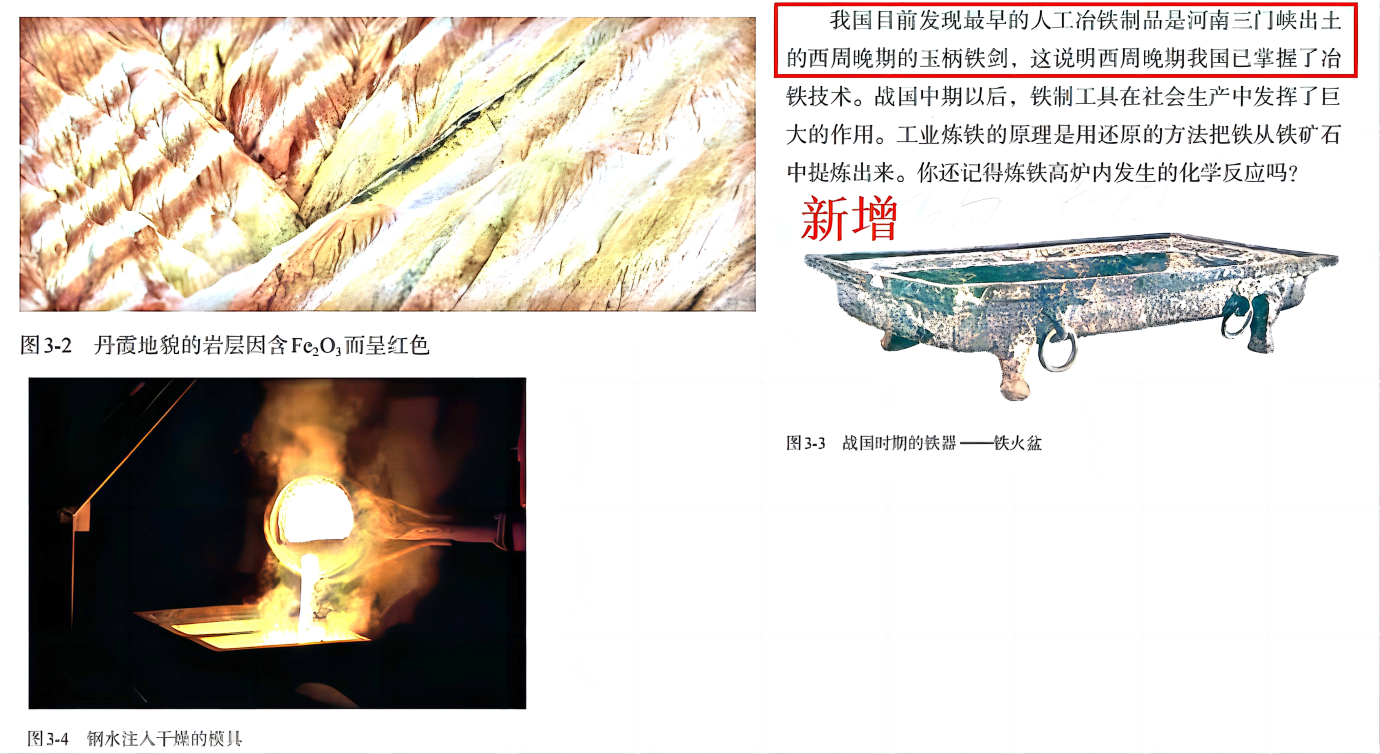 图3-2 丹霞地貌的岩层因含Fe₂O₃而呈红色
图3-4 钢水注入干燥的模具
我国目前发现最早的人工冶铁制品是河南三门峡出土
的西周晚期的玉柄铁剑，这说明西周晚期我国已掌握了冶
铁技术。战国中期以后，铁制工具在社会生产中发挥了巨
大的作用。工业炼铁的原理是用还原的方法把铁从铁矿石
中提炼出来。你还记得炼铁高炉内发生的化学反应吗？
新增
图3-3 战国时期的铁器——铁火盆